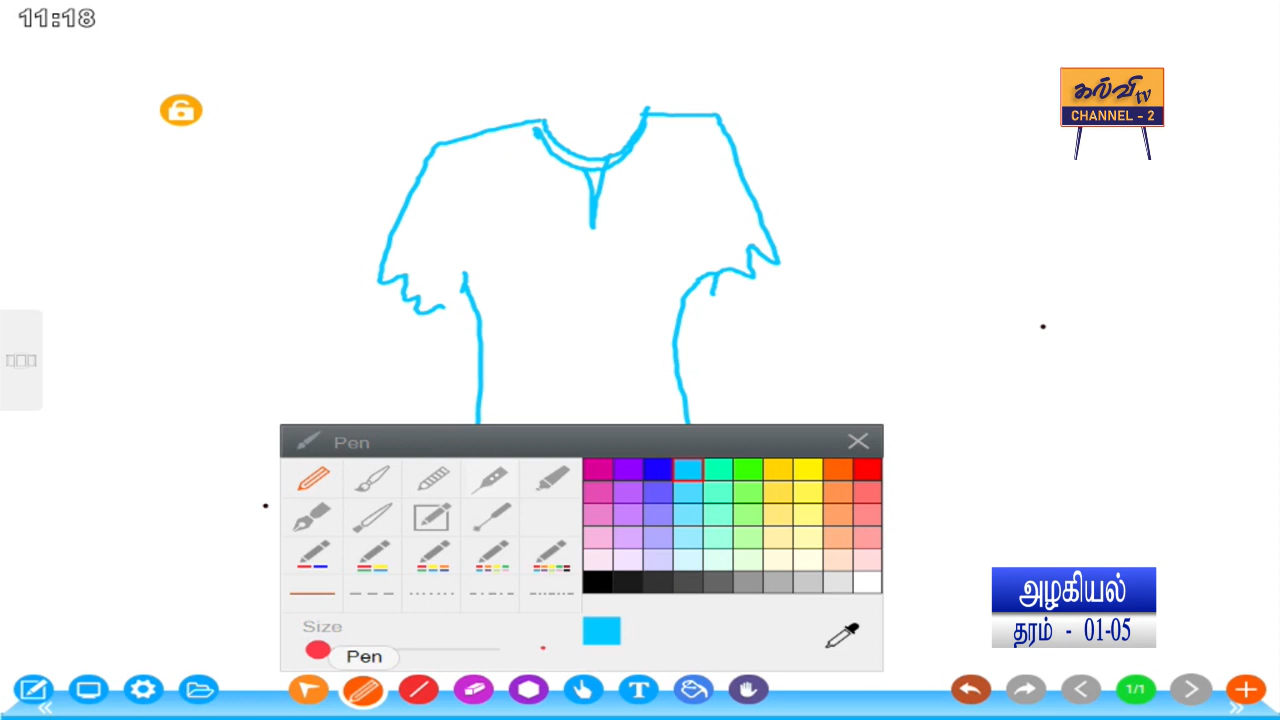 11:18
கல்வி tv
CHANNEL - 2
Pen
Size
Pen
அழகியல்
தரம் - 01-05
T
1/1